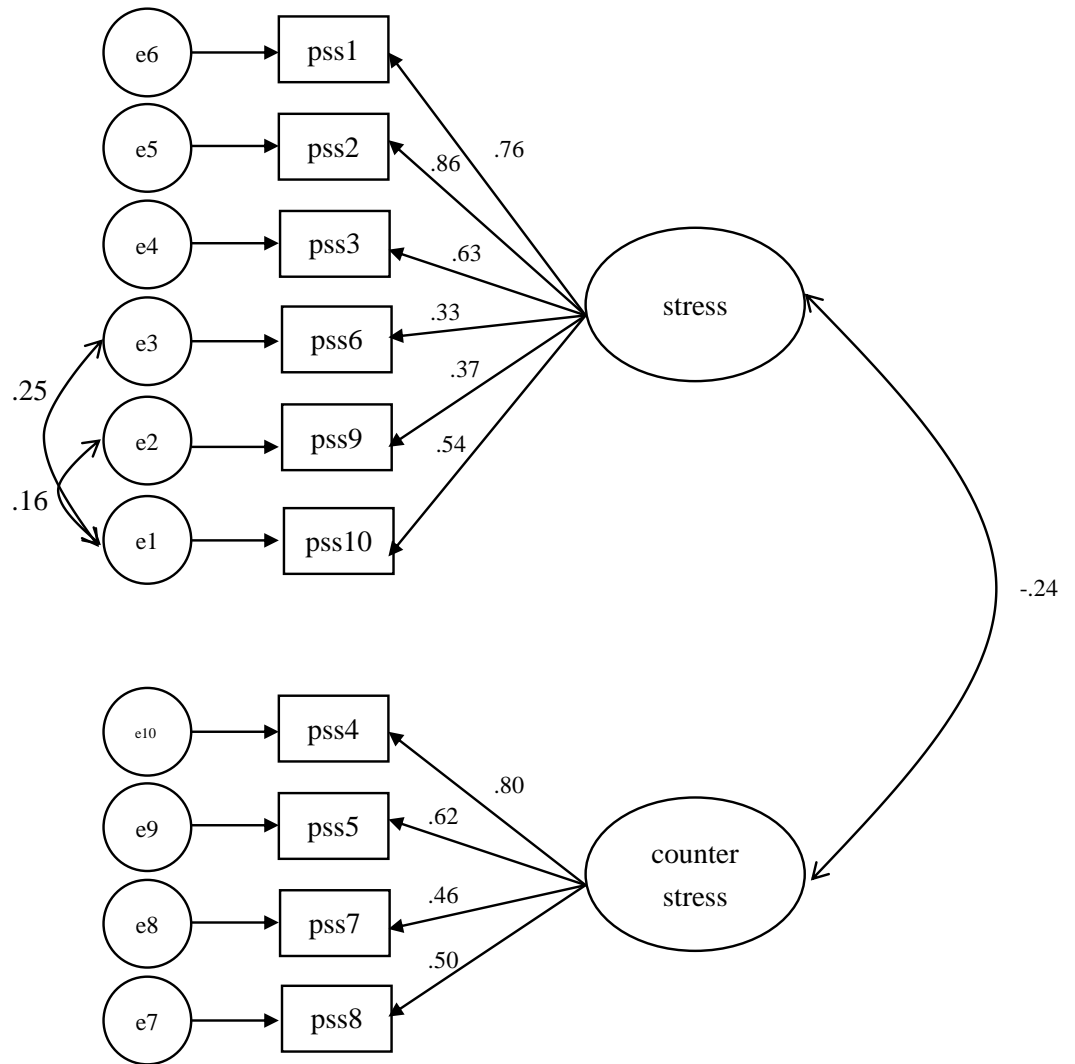 e6
pss1
e5
pss2
.86
.76
e4
pss3
.63
stress
e3
pss6
.33
.25
.37
e2
pss9
.54
.16
e1
pss10
-.24
e10
pss4
.80
e9
pss5
.62
counter
stress
e8
pss7
.46
.50
e7
pss8